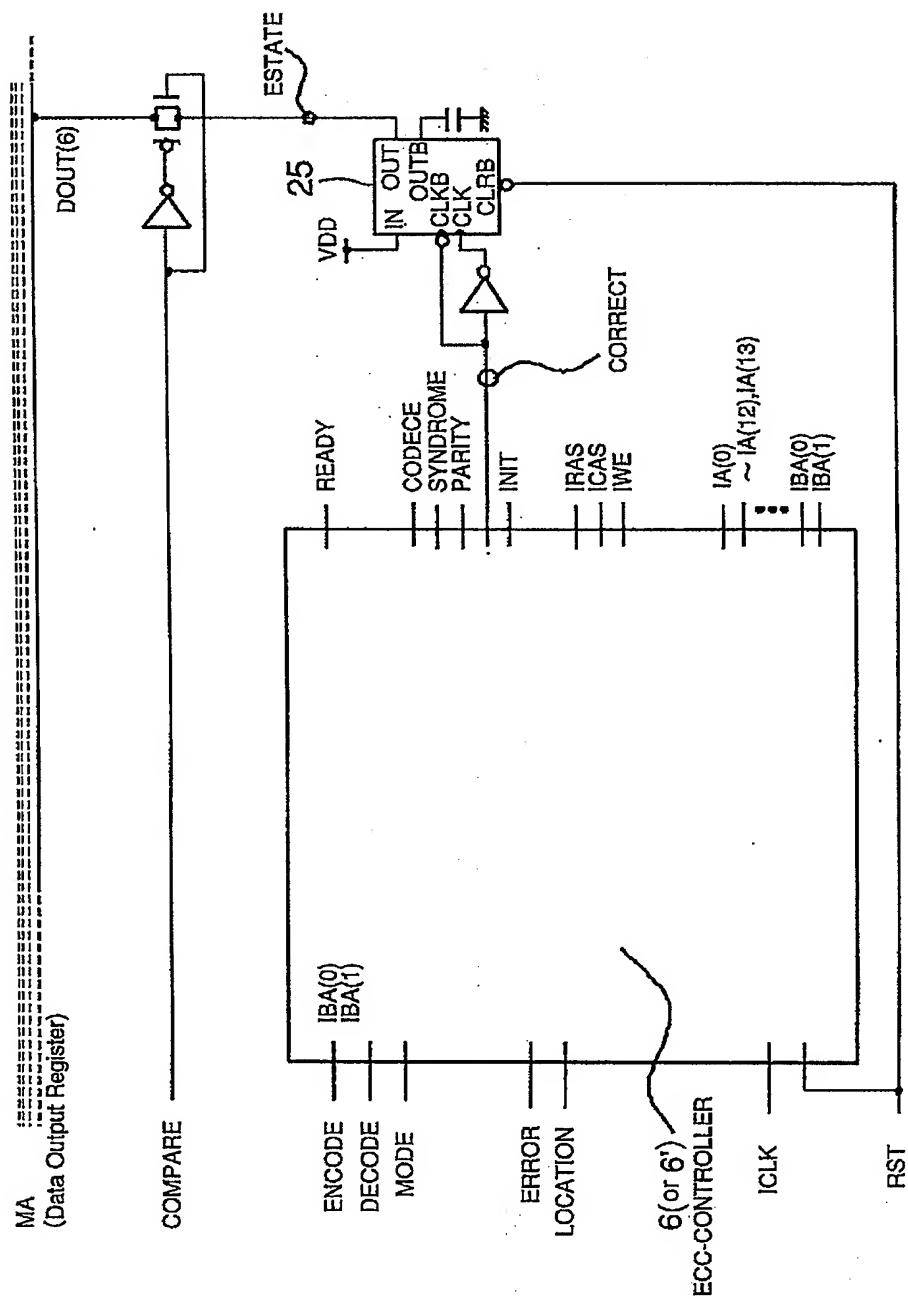 MA
(Data Output Register)
DOUT(6)
COMPARE
ESTATE
25
VDD
IN
OUT
OUTB
CLKB
CLK
CLRB
CORRECT
READY
CODECE
SYNDROME
PARITY
INIT
IRAS
ICAS
IWE
IA(0)
~ IA(12),IA(13)
IBA(0)
IBA(1)
IBA(0)
IBA(1)
ENCODE
DECODE
MODE
ERROR
LOCATION
6(or 6')
ECC-CONTROLLER
ICLK
RST